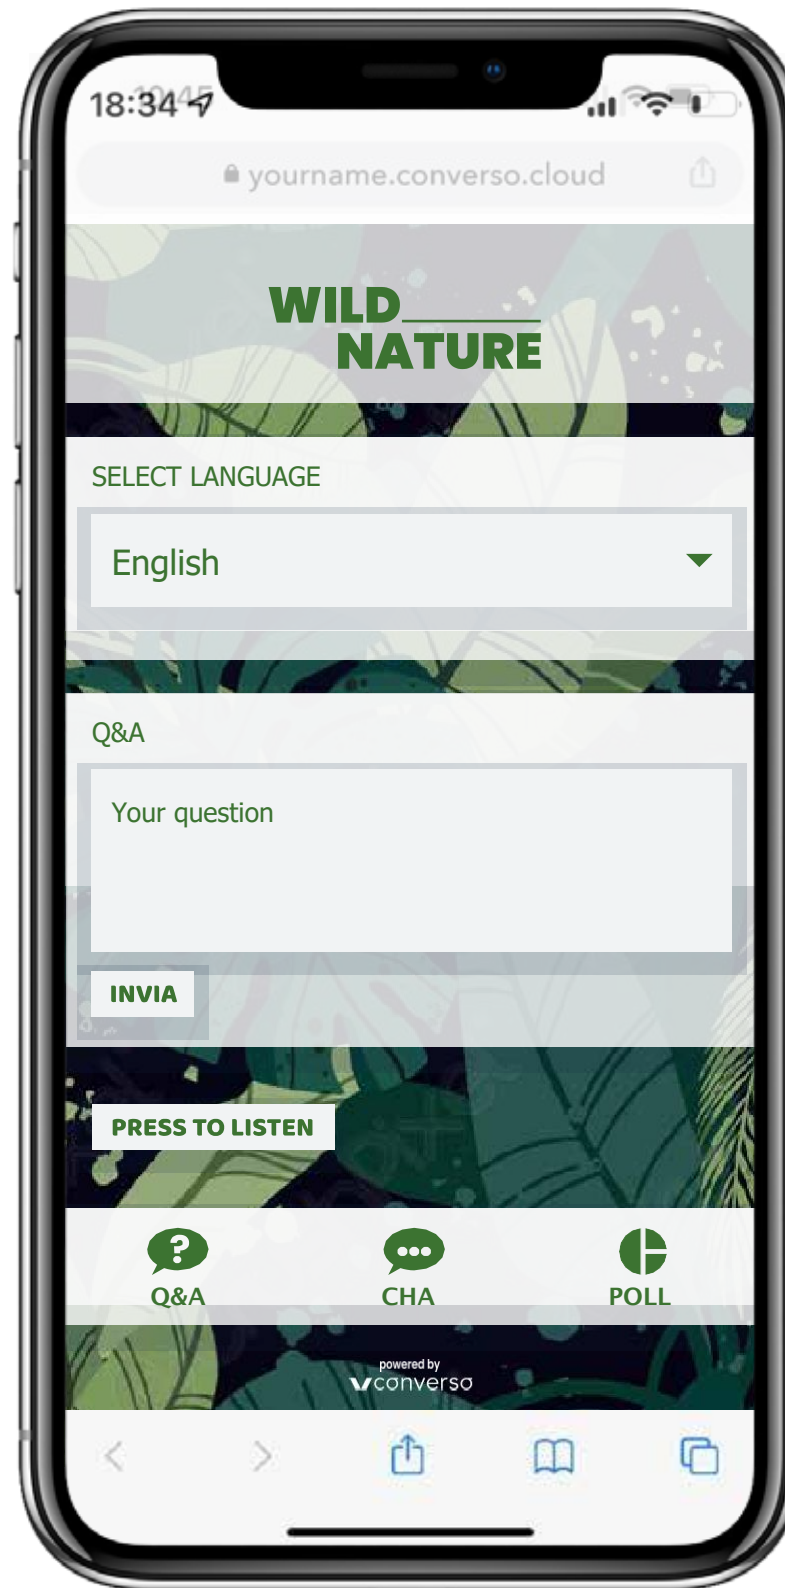 18:34
yourname.converso.cloud
WILD
NATURE
SELECT LANGUAGE
English
Q&A
Your question
INVIA
PRESS TO LISTEN
Q&A
CHA
POLL
powered by
converso